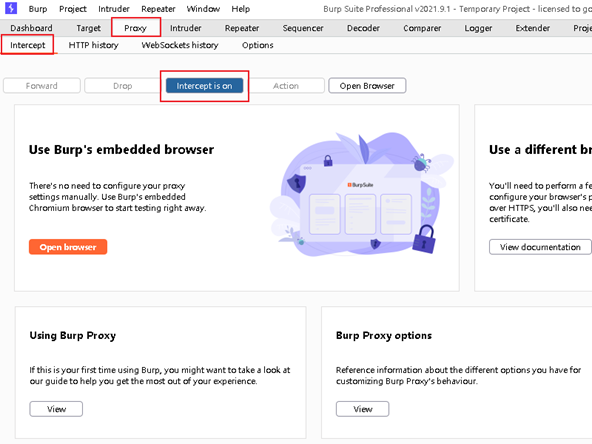 Burp Project Intruder Repeater Window Help Burp Suite Professional v2021.9.1 - Temporary Project - licensed to go
Dashboard Target Proxy Intruder Repeater Sequencer Decoder Comparer Logger Extender Proje
Intercept HTTP history WebSockets history Options
Forward Drop Intercept is on Action Open Browser
Use Burp's embedded browser
There's no need to configure your proxy
settings manually. Use Burp's embedded
Chromium browser to start testing right away.
Open browser
BurpSuite
Use a different br
You'll need to perform a fe
configure your browser's p
over HTTPS, you'll also nee
certificate.
View documentation
Using Burp Proxy
If this is your first time using Burp, you might want to take a look at
our guide to help you get the most out of your experience.
View
Burp Proxy options
Reference information about the different options you have for
customizing Burp Proxy's behaviour.
View